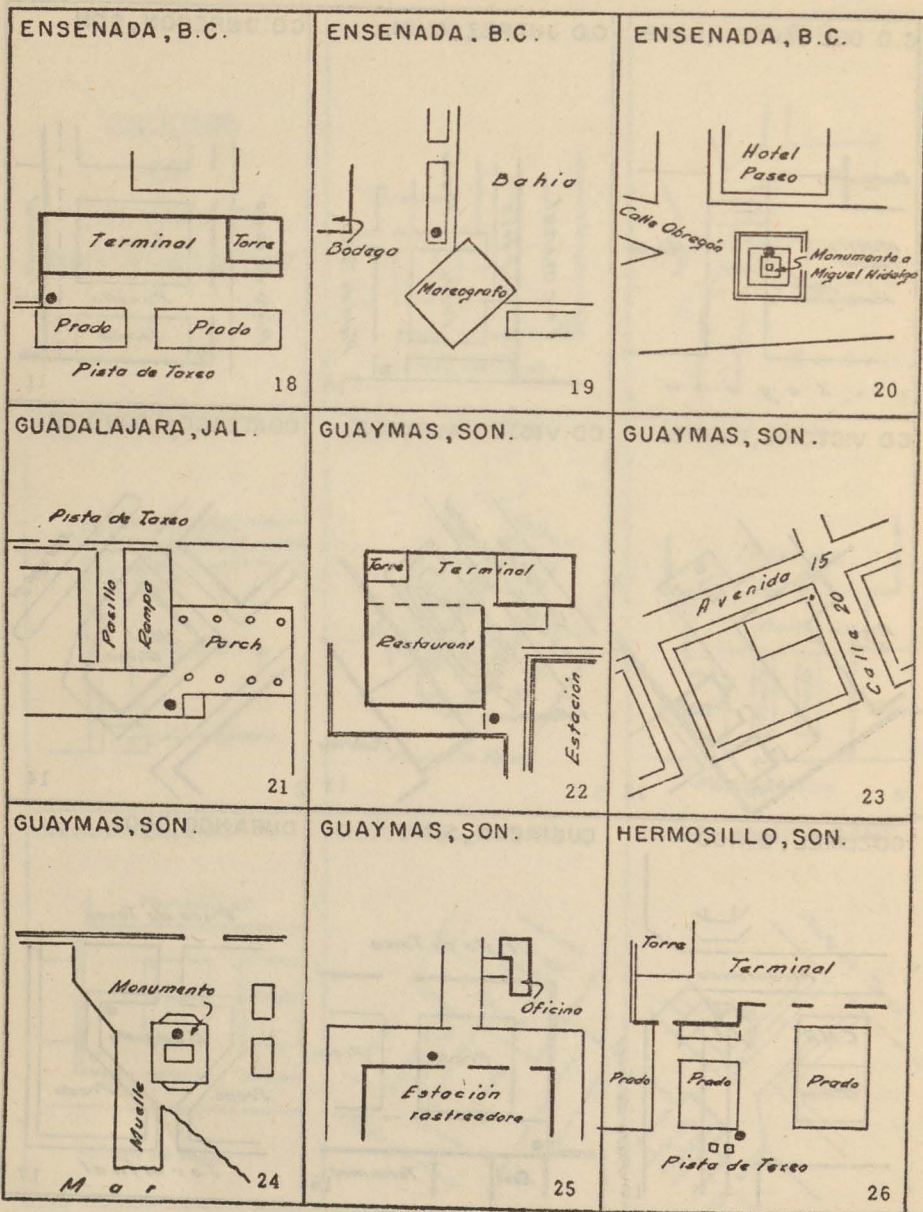 ENSENADA, B.C.
Terminal
Torre
Prado
Prado
Pista de Taxeo
18
ENSENADA, B.C.
Bahia
Bodega
Mareografo
19
ENSENADA, B.C.
Hotel
Paseo
Calle Obregón
Monumento a
Miguel Hidalgo
20
GUADALAJARA, JAL.
Pista de Taxeo
Pasillo
Rampa
Porch
21
GUAYMAS, SON.
Torre
Terminal
Restaurant
Estación
22
GUAYMAS, SON.
Avenida 15
Calle 20
23
GUAYMAS, SON.
Monumento
Muelle
Mar
24
GUAYMAS, SON.
Oficina
Estación
rastreadora
25
HERMOSILLO, SON.
Torre
Terminal
Prado
Prado
Prado
Pista de Taxeo
26